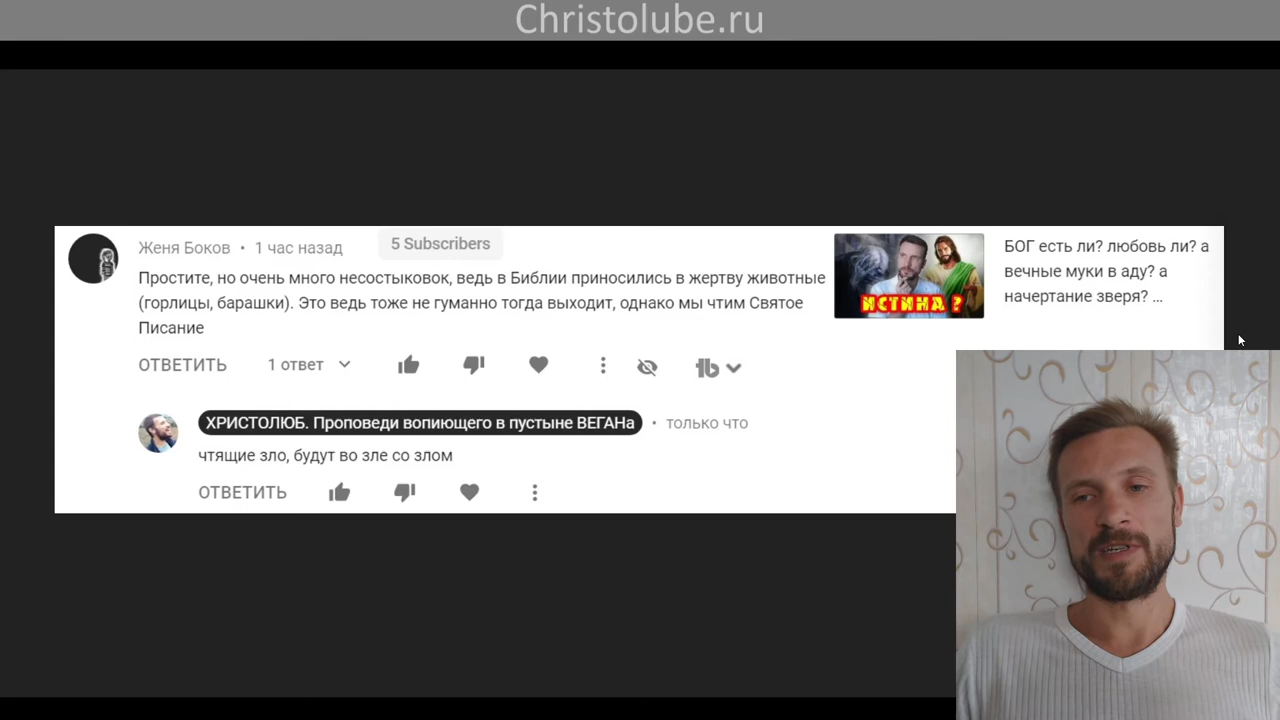 Christolube.ru
Женя Боков • 1 час назад
5 Subscribers
Простите, но очень много несостыковок, ведь в Библии приносились в жертву животные
(горлицы, барашки). Это ведь тоже не гуманно тогда выходит, однако мы чтим Святое
Писание
ИСТИНА ?
БОГ есть ли? любовь ли? а
вечные муки в аду? а
начертание зверя? ...
ОТВЕТИТЬ 1 ответ
ХРИСТОЛЮБ. Проповеди вопиющего в пустыне ВЕГАНа • только что
чтящие зло, будут во зле со злом
ОТВЕТИТЬ